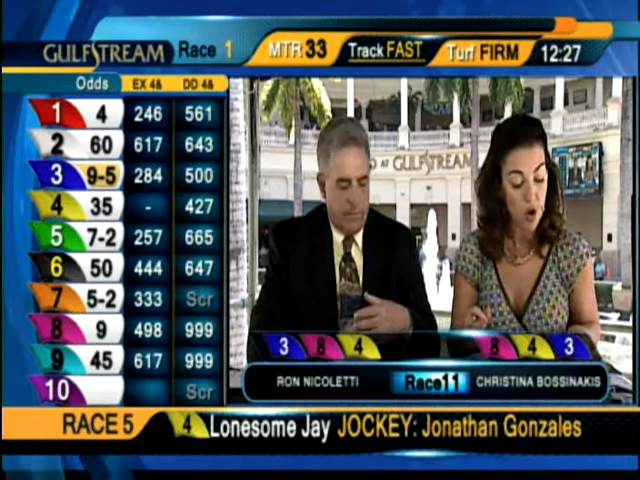 GULFSTREAM Race 1 MTR 33 Track FAST Turf FIRM 12:27
Odds EX 4& DD 4&
1 4 246 561
2 60 617 643
3 9-5 284 500
4 35 - 427
5 7-2 257 665
6 50 444 647
7 5-2 333 Scr
8 9 498 999
9 45 617 999
10 Scr
D AT GULFSTREAM
3 8 4 8 4 3
RON NICOLETTI Race 11 CHRISTINA BOSSINAKIS
RACE 5 4 Lonesome Jay JOCKEY: Jonathan Gonzales